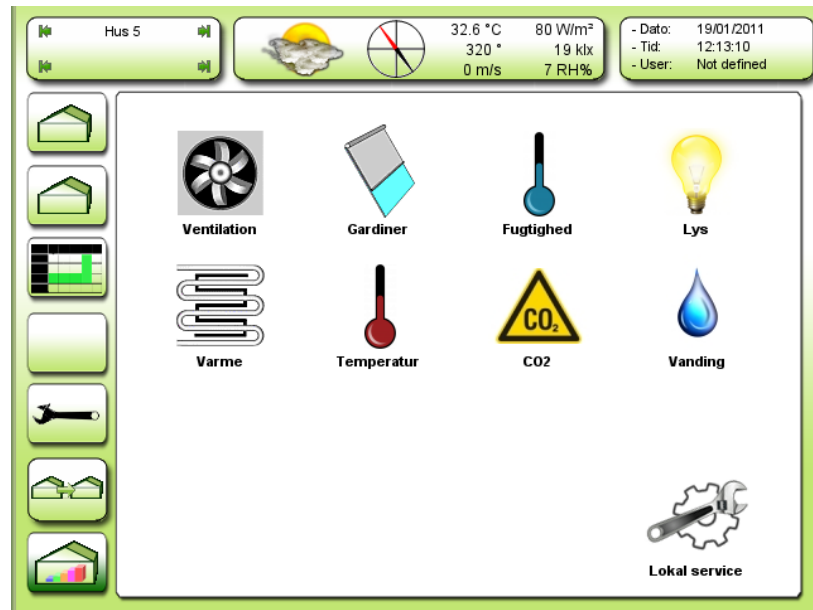 Hus 5
32.6 °C 80 W/m²
320 ° 19 klx
0 m/s 7 RH%
- Dato: 19/01/2011
- Tid: 12:13:10
- User: Not defined
Ventilation Gardiner Fugtighed Lys
CO₂
Varme Temperatur CO2 Vanding
Lokal service